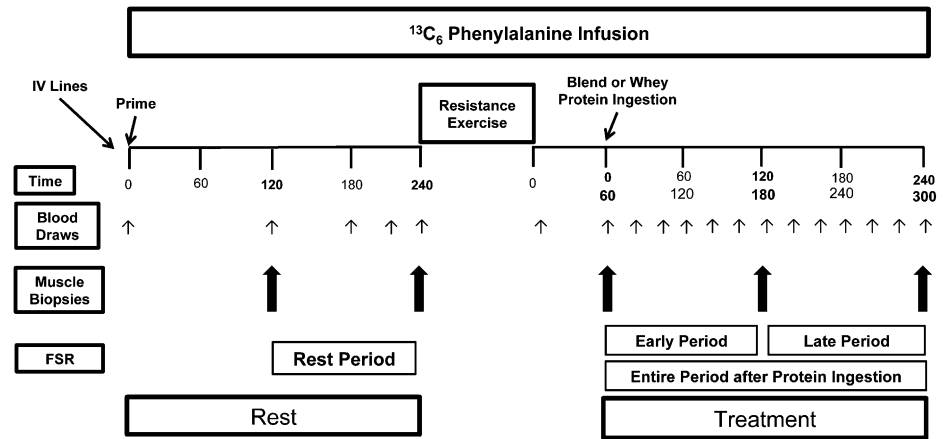 ¹³C₆ Phenylalanine Infusion
IV Lines
Prime
Resistance
Exercise
Blend or Whey
Protein Ingestion
Time
0 60 120 180 240 0 0 60 120 180 240
60 120 180 240 300
Blood
Draws
Muscle
Biopsies
FSR
Rest Period
Early Period
Late Period
Entire Period after Protein Ingestion
Rest
Treatment